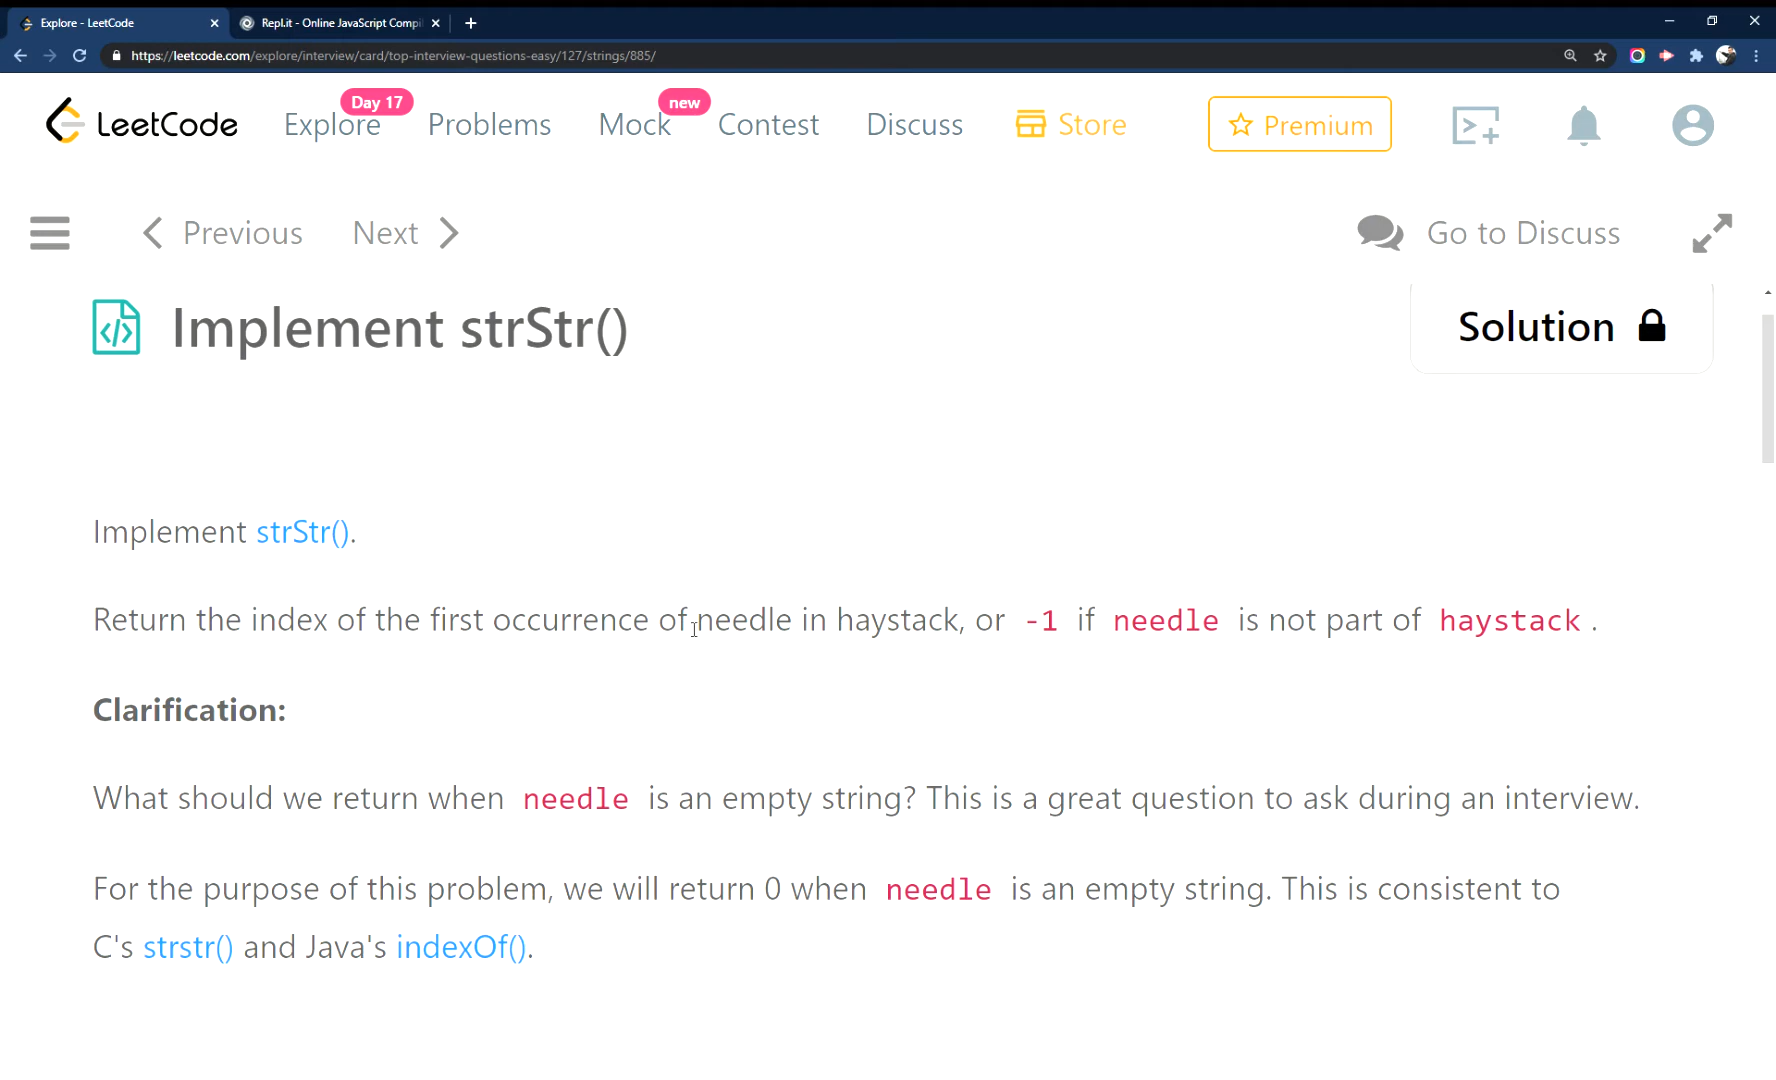 Explore - LeetCode
Repl.it - Online JavaScript Compi
https://leetcode.com/explore/interview/card/top-interview-questions-easy/127/strings/885/
LeetCode Explore Day 17 Problems Mock new Contest Discuss Store Premium
Previous Next Go to Discuss
Implement strStr() Solution
Implement strStr().
Return the index of the first occurrence of needle in haystack, or -1 if needle is not part of haystack .
Clarification:
What should we return when needle is an empty string? This is a great question to ask during an interview.
For the purpose of this problem, we will return 0 when needle is an empty string. This is consistent to
C's strstr() and Java's indexOf().